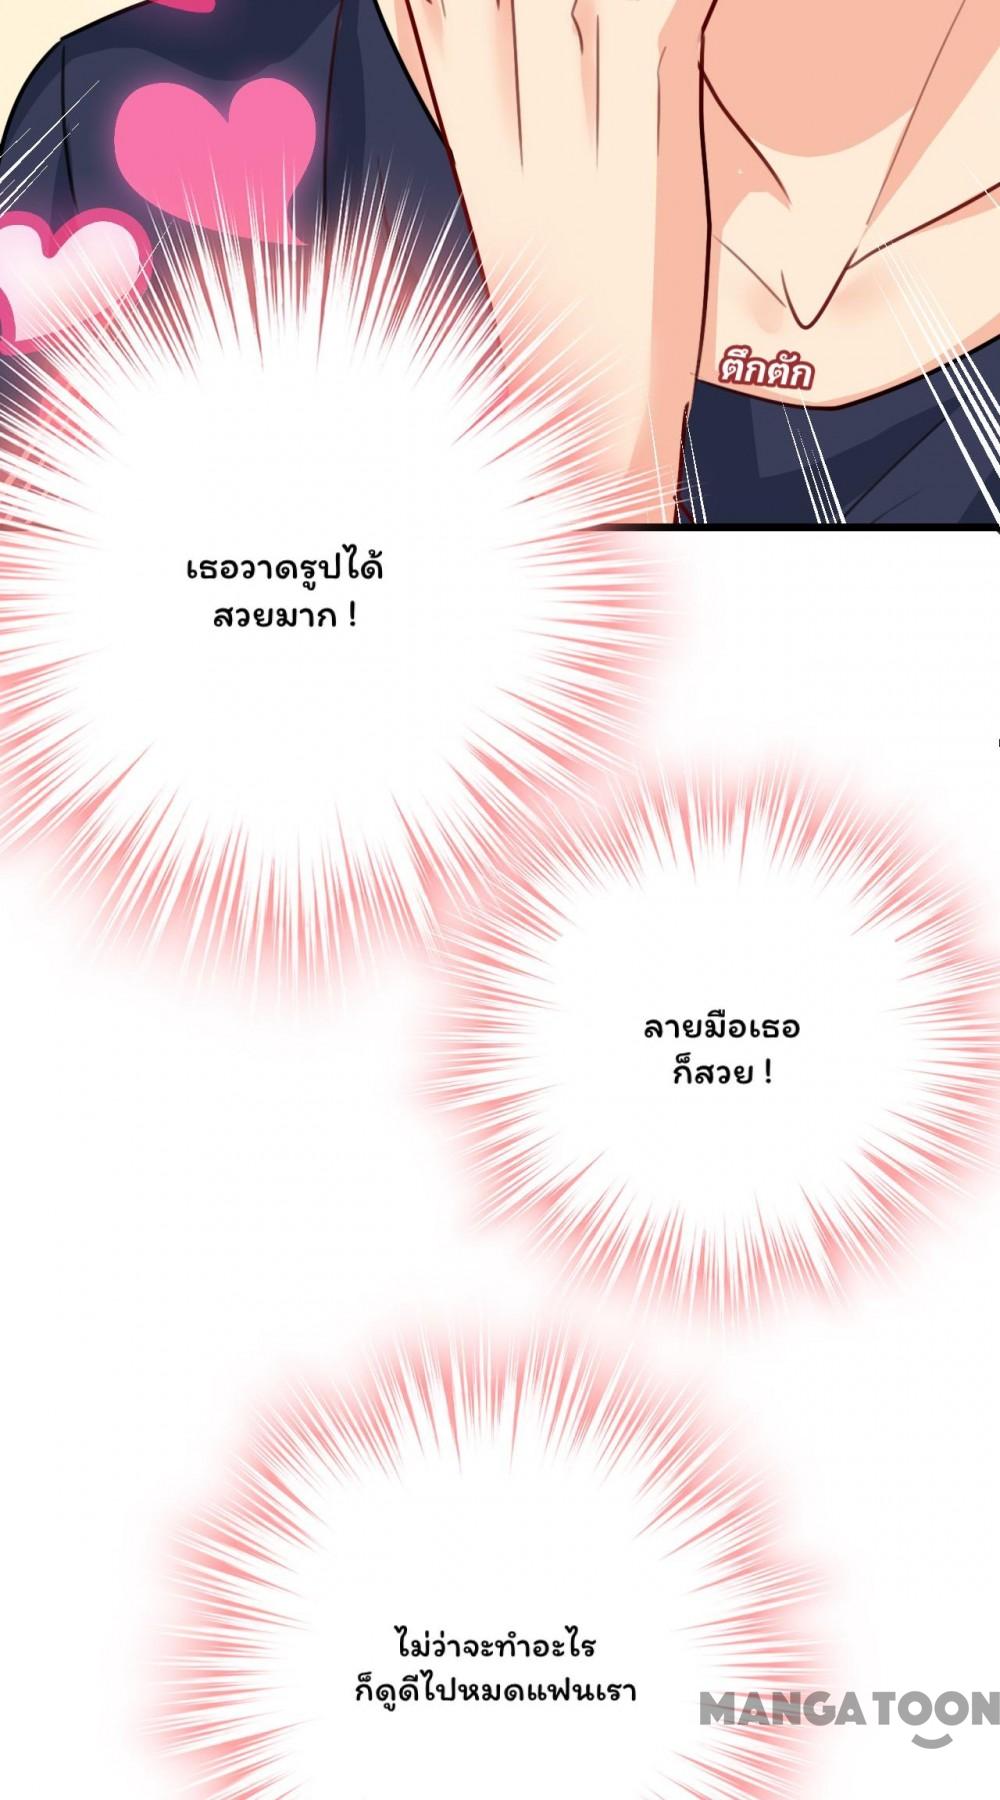 ตึกตัก
เธอวาดรูปได้
สวยมาก !
ลายมือเธอ
ก็สวย !
ไม่ว่าจะทำอะไร
ก็ดูดีไปหมดแฟนเรา
MANGATOON